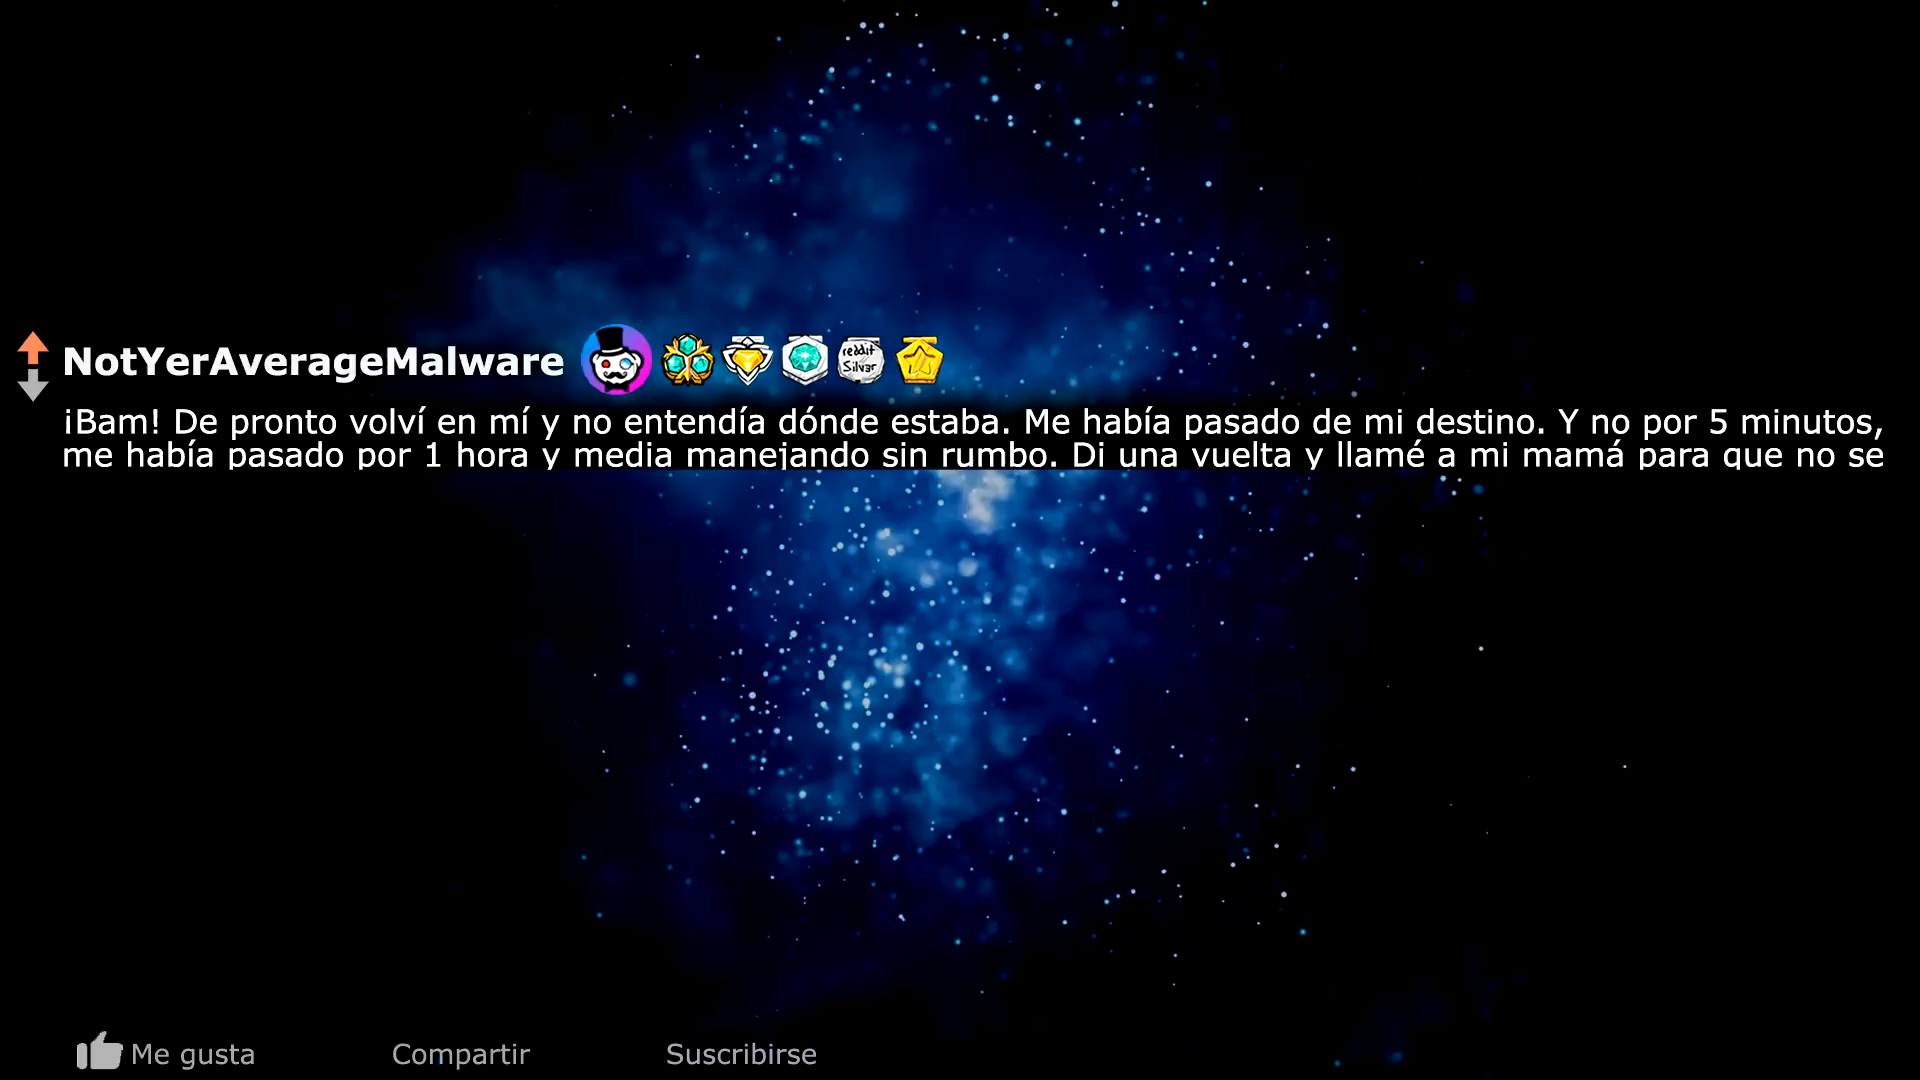 NotYerAverageMalware
reddit
Silvər
¡Bam! De pronto volví en mí y no entendía dónde estaba. Me había pasado de mi destino. Y no por 5 minutos,
me había pasado por 1 hora y media manejando sin rumbo. Di una vuelta y llamé a mi mamá para que no se
Me gusta
Compartir
Suscribirse